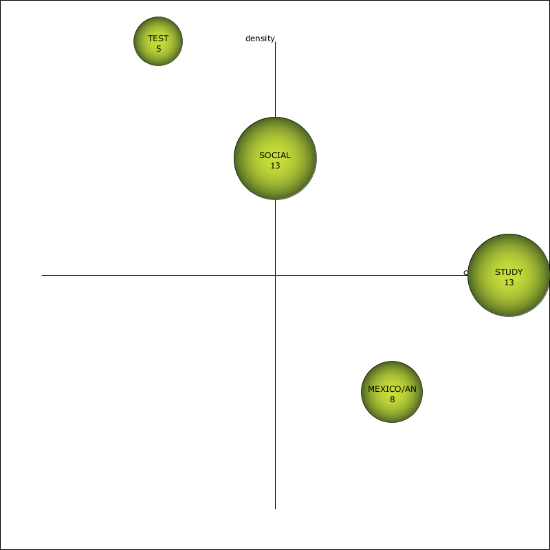 TEST
5
density
SOCIAL
13
STUDY
13
MEXICO/AN
8